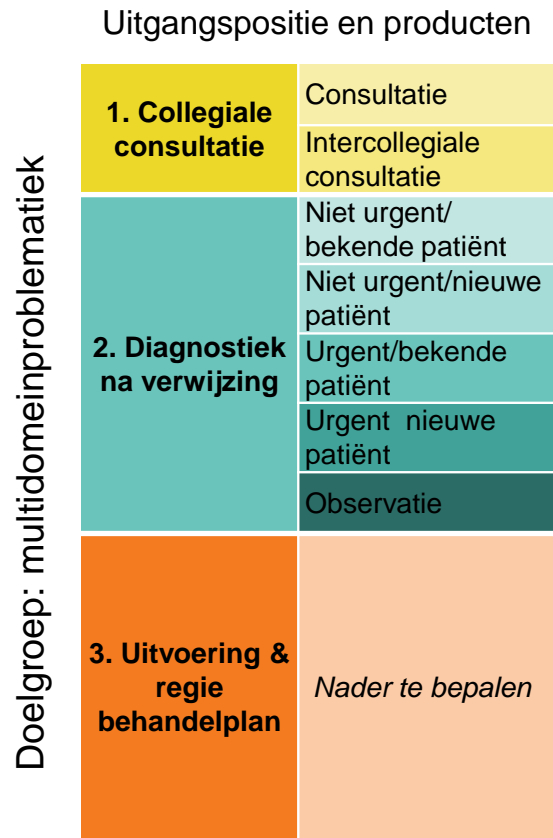 Uitgangspositie en producten
Doelgroep: multidomeinproblematiek
1. Collegiale
consultatie
Consultatie
Intercollegiale
consultatie
2. Diagnostiek
na verwijzing
Niet urgent/
bekende patiënt
Niet urgent/nieuwe
patiënt
Urgent/bekende
patiënt
Urgent nieuwe
patiënt
Observatie
3. Uitvoering &
regie
behandelplan
Nader te bepalen